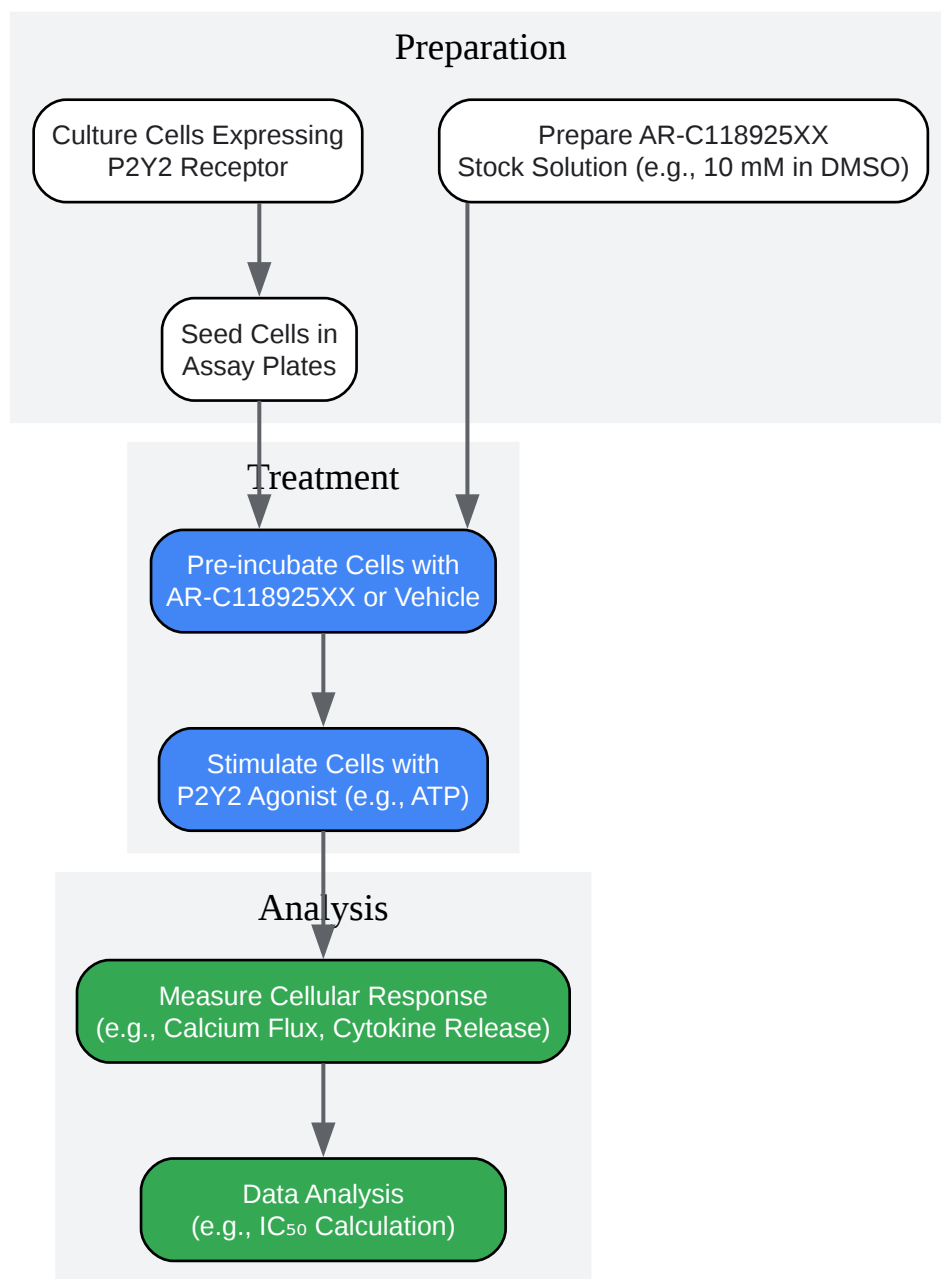 Preparation
Culture Cells Expressing
P2Y2 Receptor
Prepare AR-C118925XX
Stock Solution (e.g., 10 mM in DMSO)
Seed Cells in
Assay Plates
Treatment
Pre-incubate Cells with
AR-C118925XX or Vehicle
Stimulate Cells with
P2Y2 Agonist (e.g., ATP)
Analysis
Measure Cellular Response
(e.g., Calcium Flux, Cytokine Release)
Data Analysis
(e.g., IC₅₀ Calculation)